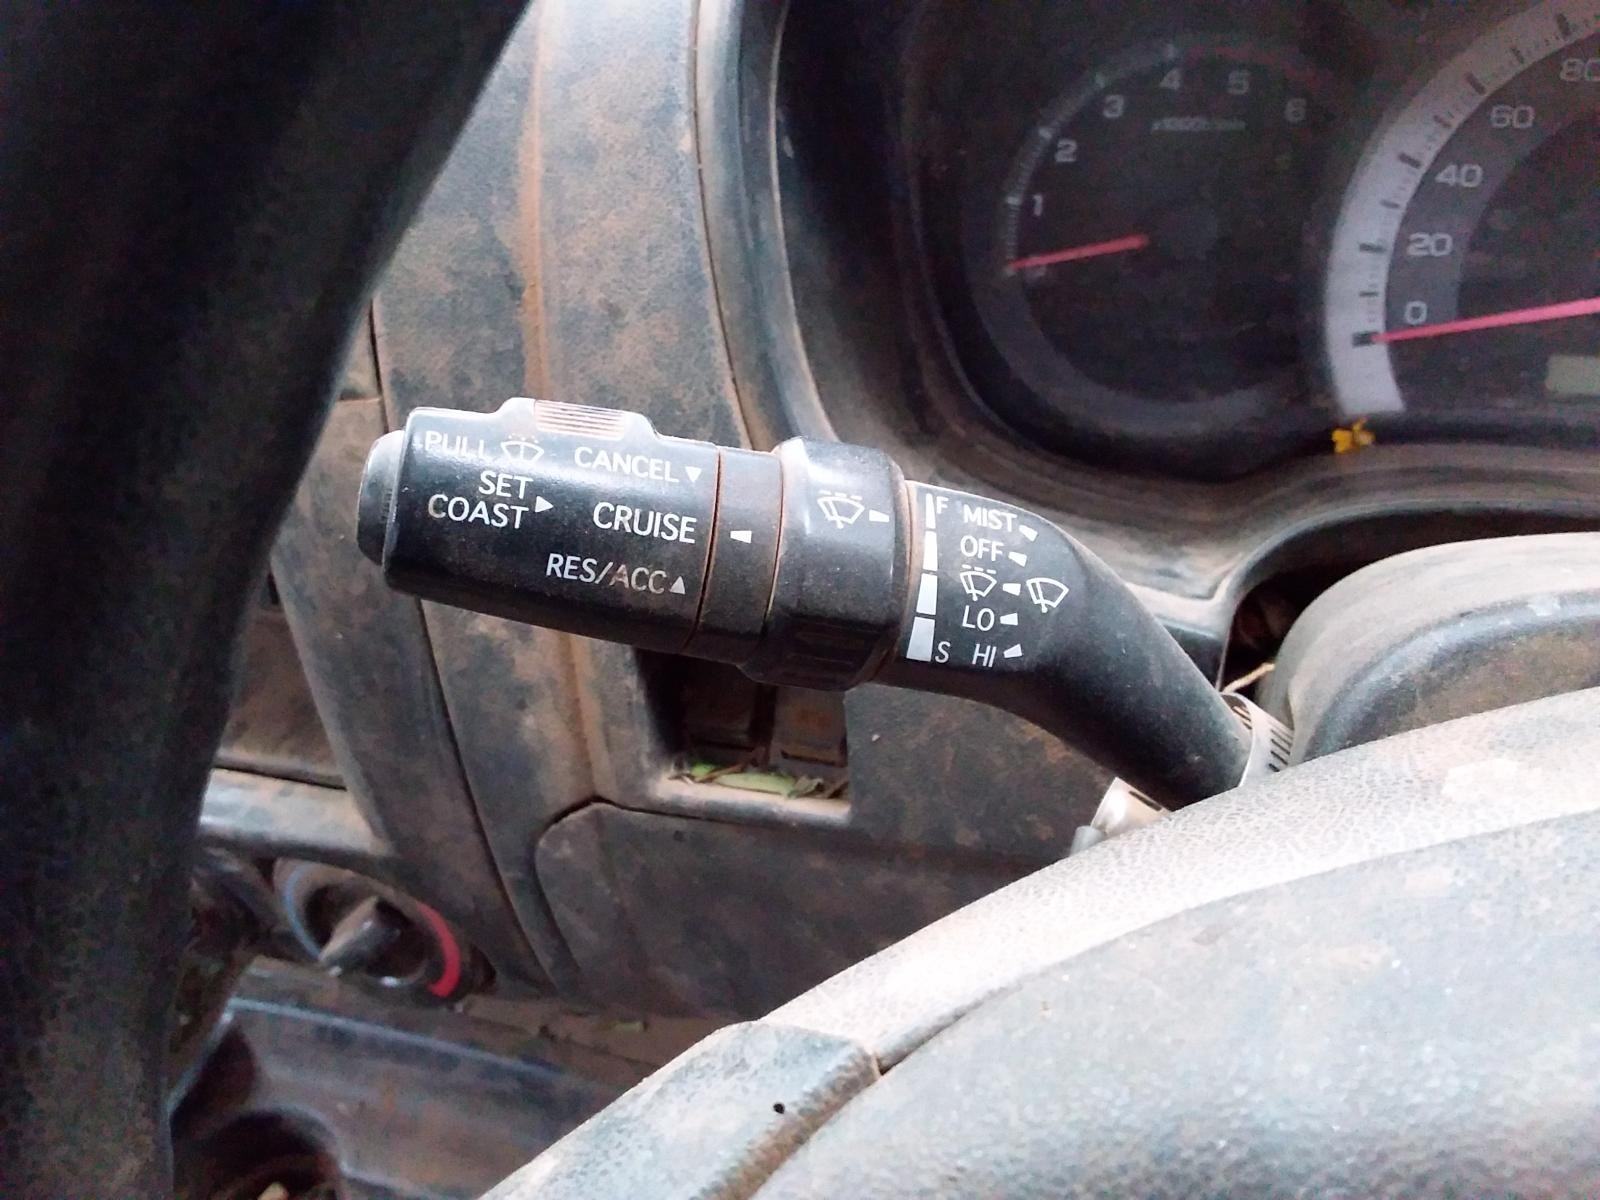 PULL
SET
COAST
CANCEL
CRUISE
RES/ACC
F
S
MIST
OFF
LO
HI
1
2
3
4
5
6
0
20
40
60
80